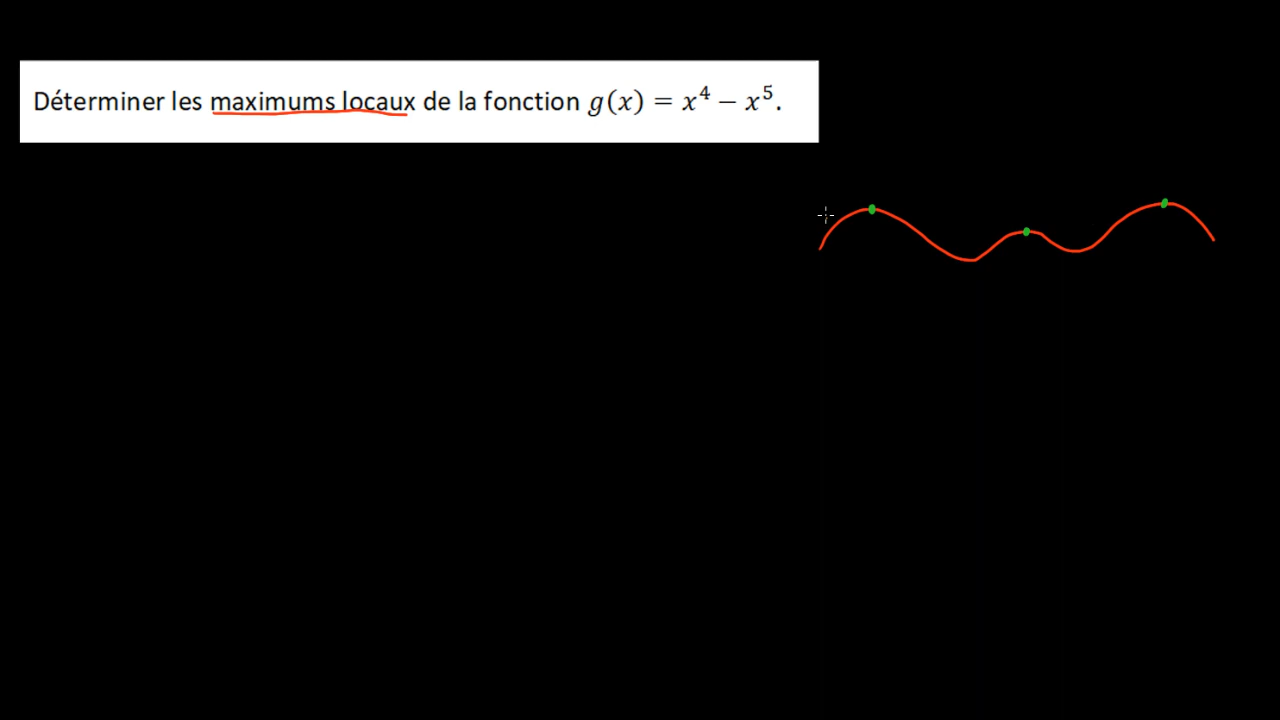 Déterminer les maximums locaux de la fonction g(x) = x⁴ − x⁵.